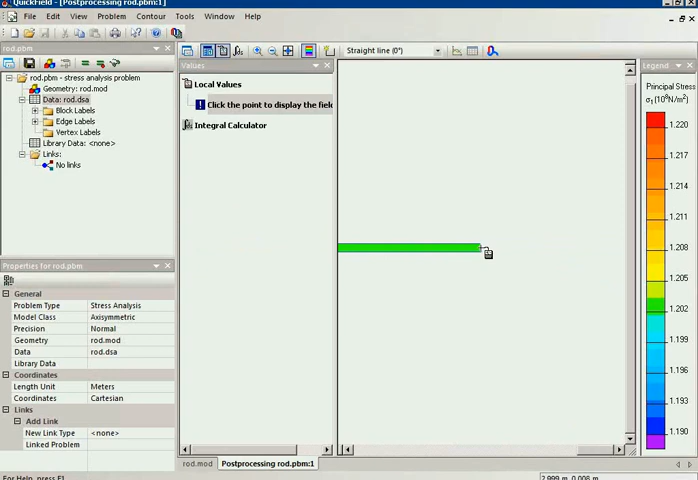 QuickField - [Postprocessing rod.pbm:1]
File Edit View Problem Contour Tools Window Help
Straight line (0°)
rod.pbm
rod.pbm - stress analysis problem
Geometry: rod.mod
Data: rod.dsa
Block Labels
Edge Labels
Vertex Labels
Library Data: <none>
Links:
No links
Properties for rod.pbm
General
Problem Type Stress Analysis
Model Class Axisymmetric
Precision Normal
Geometry rod.mod
Data rod.dsa
Library Data
Coordinates
Length Unit Meters
Coordinates Cartesian
Links
Add Link
New Link Type <none>
Linked Problem
Values
Local Values
Click the point to display the field
Integral Calculator
Legend
Principal Stress
σ1(10⁸N/m²)
1.220
1.217
1.214
1.211
1.208
1.205
1.202
1.199
1.196
1.193
1.190
rod.mod Postprocessing rod.pbm:1
For Help, press F1
2.999 m, 0.008 m